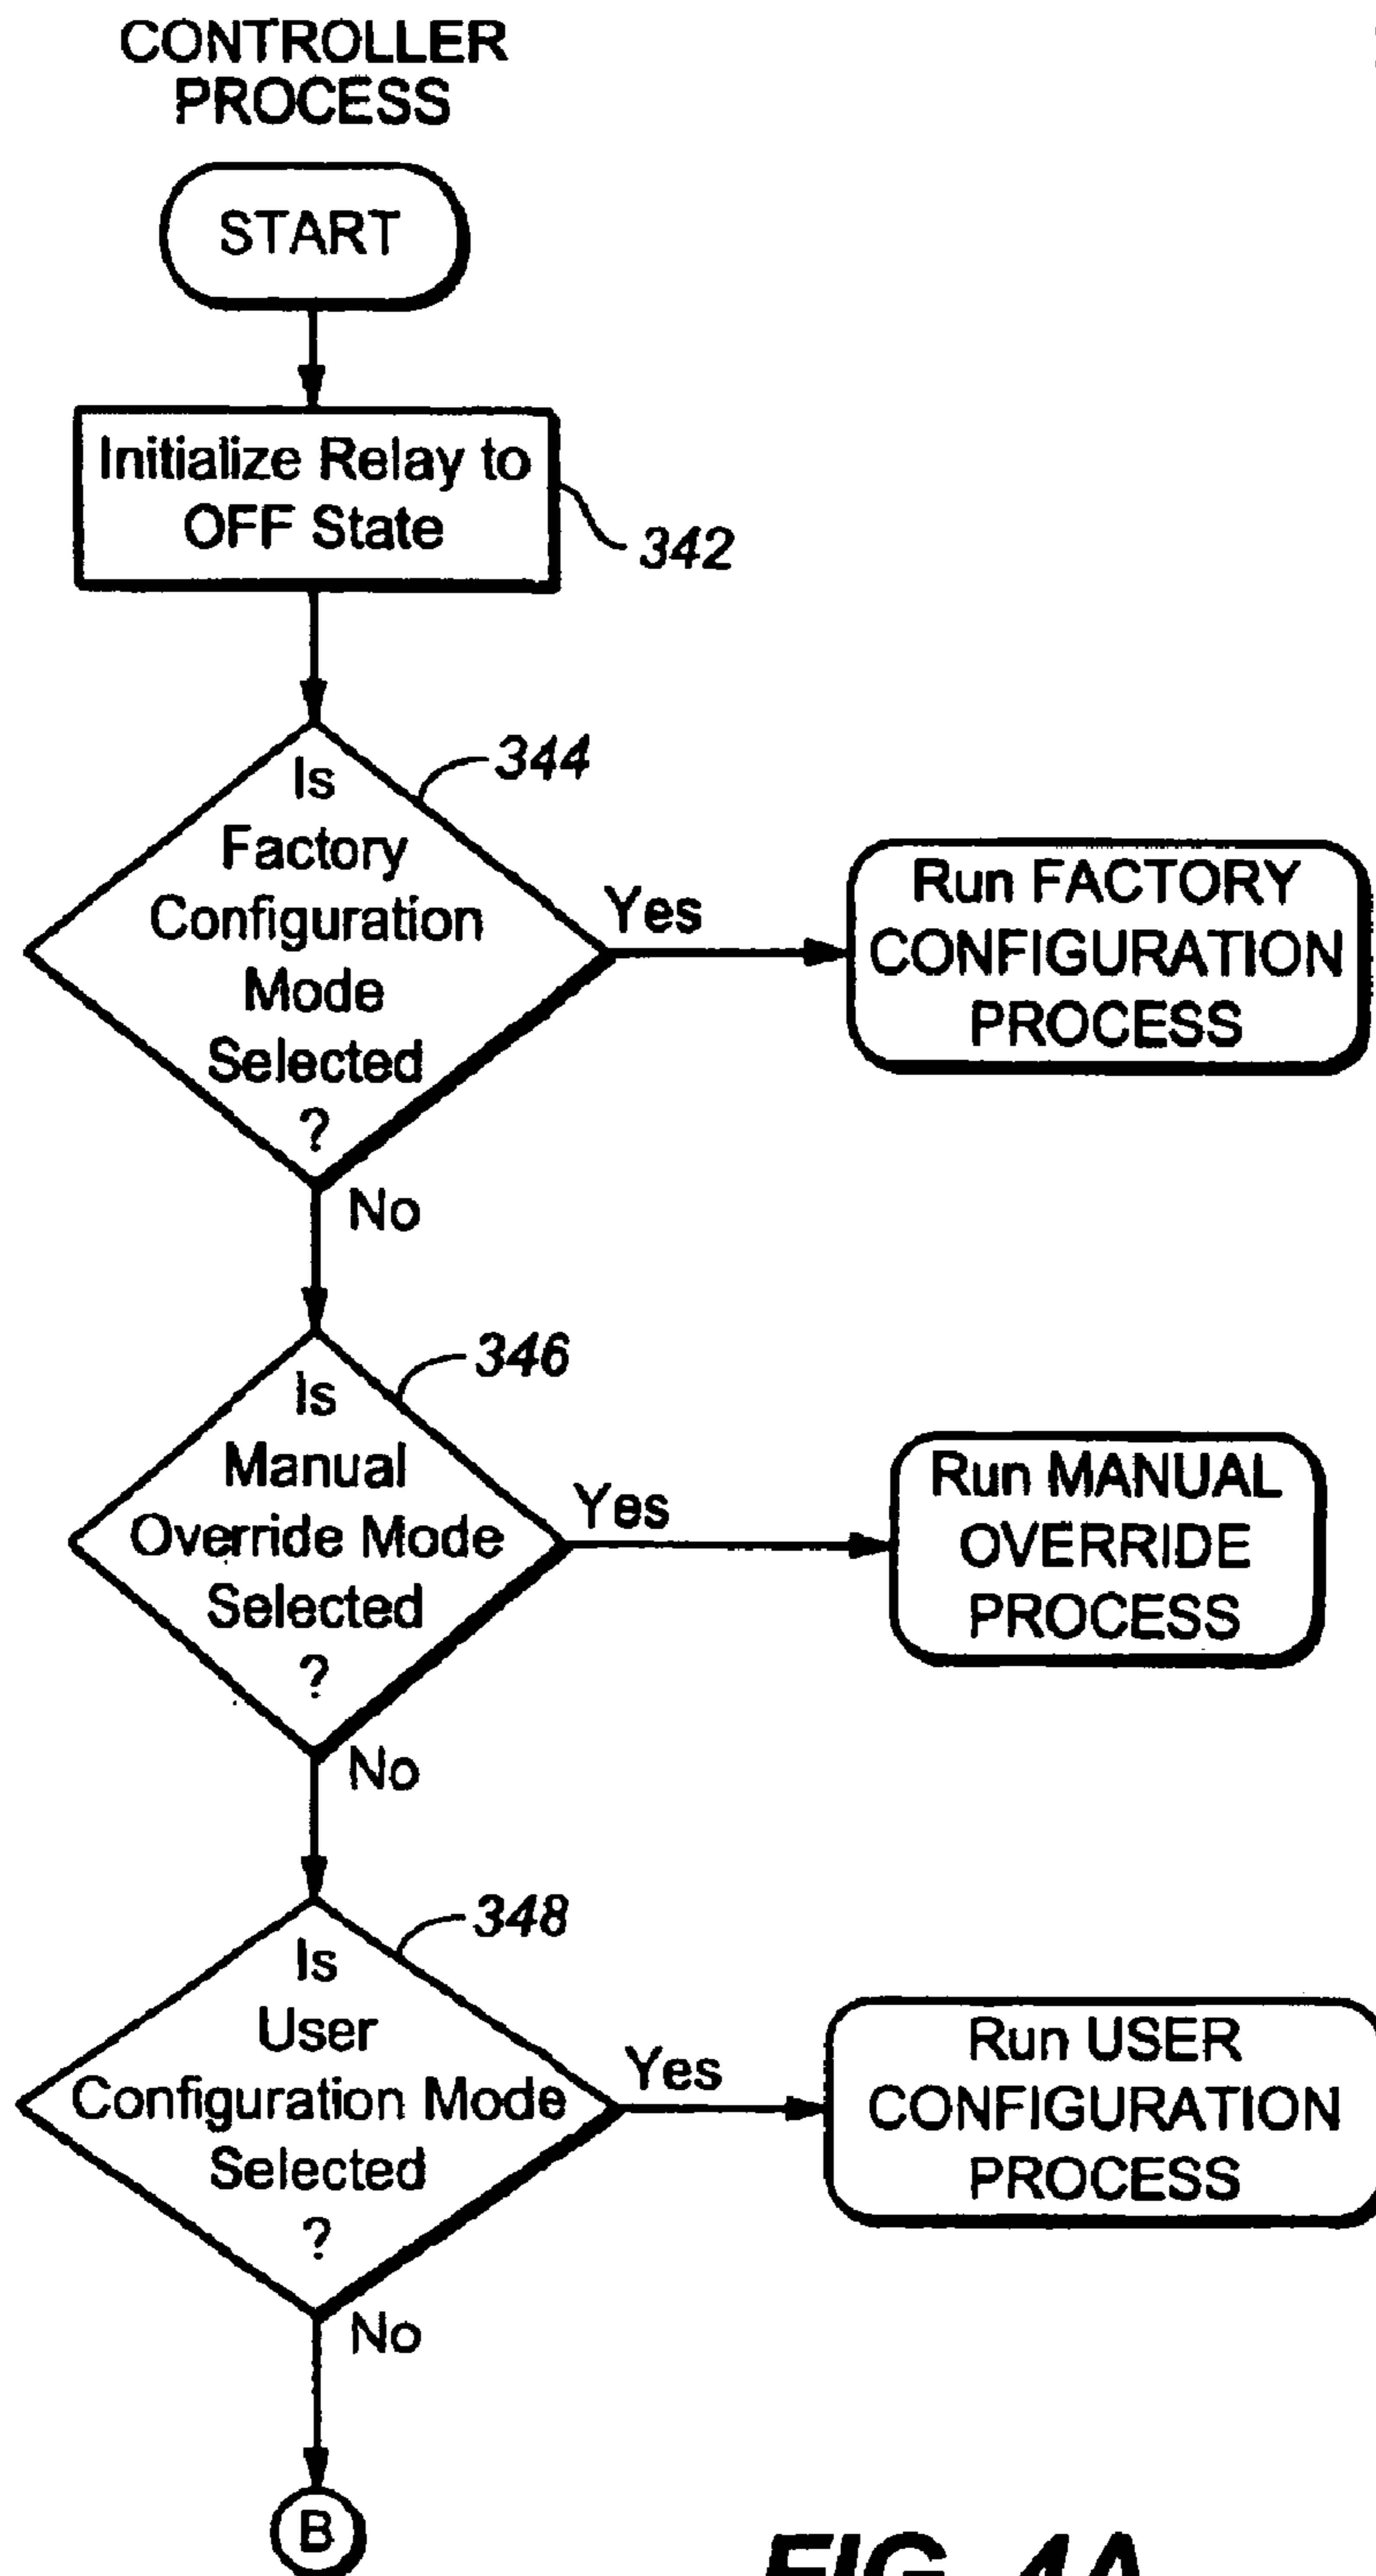 CONTROLLER
PROCESS
START
Initialize Relay to
OFF State
342
344
Is
Factory
Configuration
Mode
Selected
?
Yes
Run FACTORY
CONFIGURATION
PROCESS
No
346
Is
Manual
Override Mode
Selected
?
Yes
Run MANUAL
OVERRIDE
PROCESS
No
348
Is
User
Configuration Mode
Selected
?
Yes
Run USER
CONFIGURATION
PROCESS
No
B
FIG. 4A